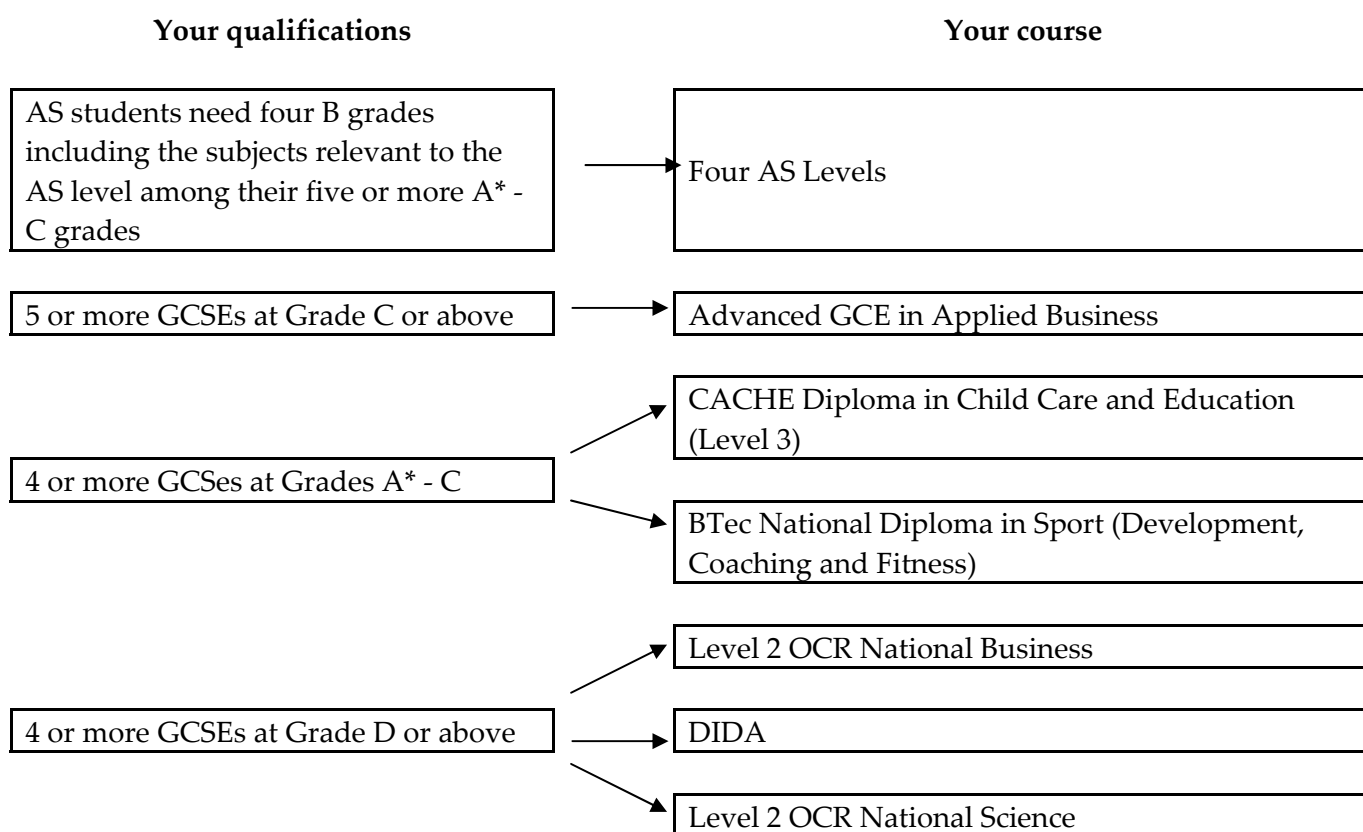 Your qualifications
Your course
AS students need four B grades
including the subjects relevant to the
AS level among their five or more A* -
C grades
Four AS Levels
5 or more GCSEs at Grade C or above
Advanced GCE in Applied Business
4 or more GCSes at Grades A* - C
CACHE Diploma in Child Care and Education
(Level 3)
BTec National Diploma in Sport (Development,
Coaching and Fitness)
4 or more GCSEs at Grade D or above
Level 2 OCR National Business
DIDA
Level 2 OCR National Science